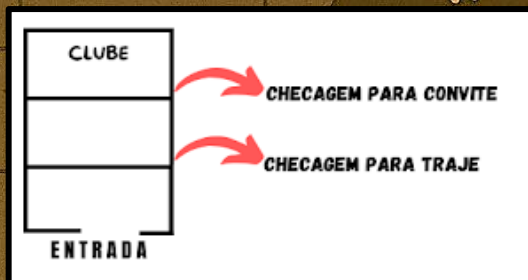 CLUBE
CHECAGEM PARA CONVITE
CHECAGEM PARA TRAJE
ENTRADA